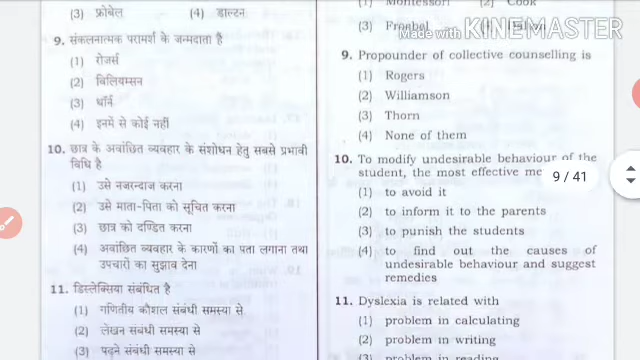 (3) फ्रोबेल (4) डाल्टन
9. संकलनात्मक परामर्श के जन्मदाता है
(1) रोजर्स
(2) विलियम्सन
(3) थॉर्न
(4) इनमें से कोई नहीं
10. छात्र के अवांछित व्यवहार के संशोधन हेतु सबसे प्रभावी
विधि है
(1) उसे नजरन्दाज करना
(2) उसे माता-पिता को सूचित करना
(3) छात्र को दण्डित करना
(4) अवांछित व्यवहार के कारणों का पता लगाना तथा
उपचारों का सुझाव देना
11. डिस्लेक्सिया संबंधित है
(1) गणितीय कौशल संबंधी समस्या से
(2) लेखन संबंधी समस्या से
(3) पढ़ने संबंधी समस्या से
(1) Montessori (2) Cook
(3) Froebel (4) Dalton
Made with KINEMASTER
9. Propounder of collective counselling is
(1) Rogers
(2) Williamson
(3) Thorn
(4) None of them
10. To modify undesirable behaviour of the
student, the most effective me
9 / 41
(1) to avoid it
(2) to inform it to the parents
(3) to punish the students
(4) to find out the causes of
undesirable behaviour and suggest
remedies
11. Dyslexia is related with
(1) problem in calculating
(2) problem in writing
(3) problem in reading